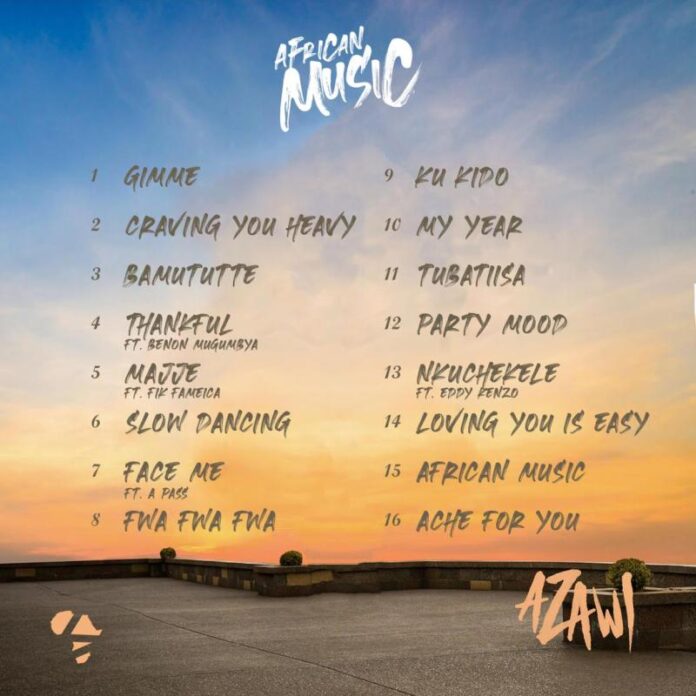 AFRICAN
MUSIC
1 GIMME
2 CRAVING YOU HEAVY
3 BAMUTUTTE
4 THANKFUL
FT. BENON MUGUMBYA
5 MAJJE
FT. FIK FAMEICA
6 SLOW DANCING
7 FACE ME
FT. A PASS
8 FWA FWA FWA
9 KU KIDO
10 MY YEAR
11 TUBATIISA
12 PARTY MOOD
13 NKUCHEKELE
FT. EDDY KENZO
14 LOVING YOU IS EASY
15 AFRICAN MUSIC
16 ACHE FOR YOU
AZAWI